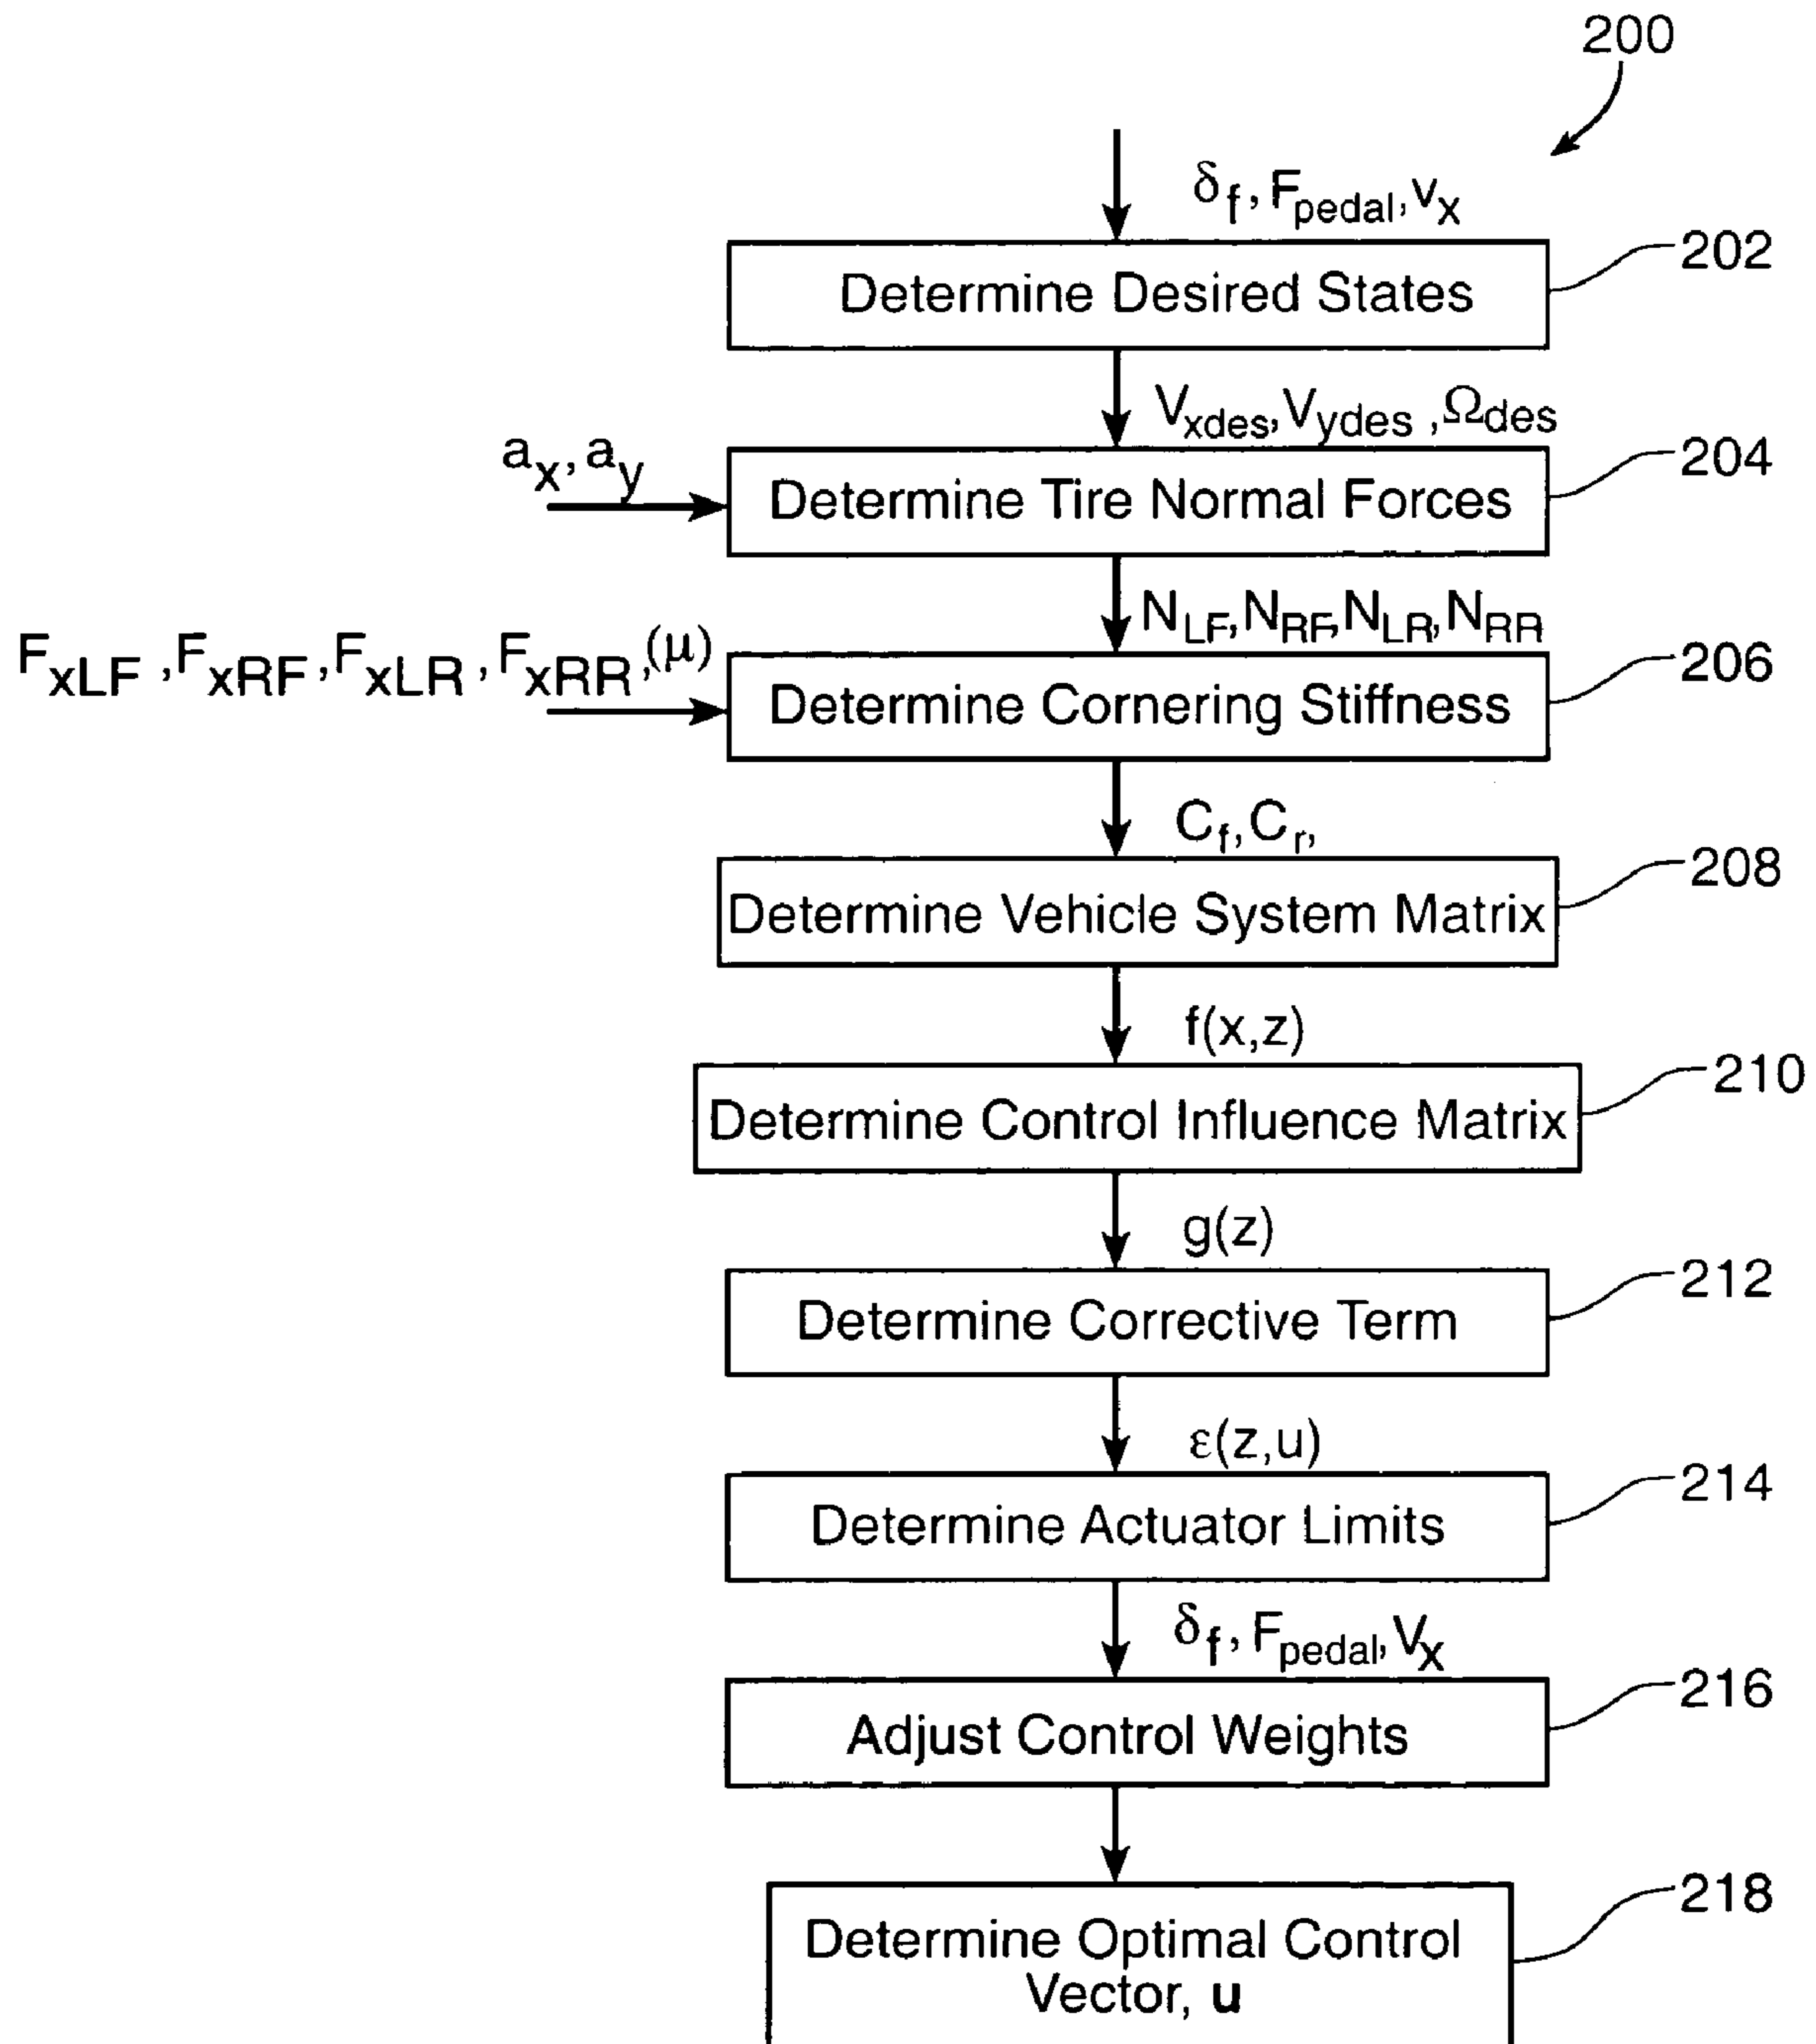 200
δf, Fpedal, vx
202
Determine Desired States
Vxdes, Vydes, Ωdes
ax, ay
204
Determine Tire Normal Forces
NLF, NRF, NLR, NRR
FxLF, FxRF, FxLR, FxRR, (μ)
206
Determine Cornering Stiffness
Cf, Cr,
208
Determine Vehicle System Matrix
f(x,z)
210
Determine Control Influence Matrix
g(z)
212
Determine Corrective Term
ε(z,u)
214
Determine Actuator Limits
δf, Fpedal, Vx
216
Adjust Control Weights
218
Determine Optimal Control
Vector, u